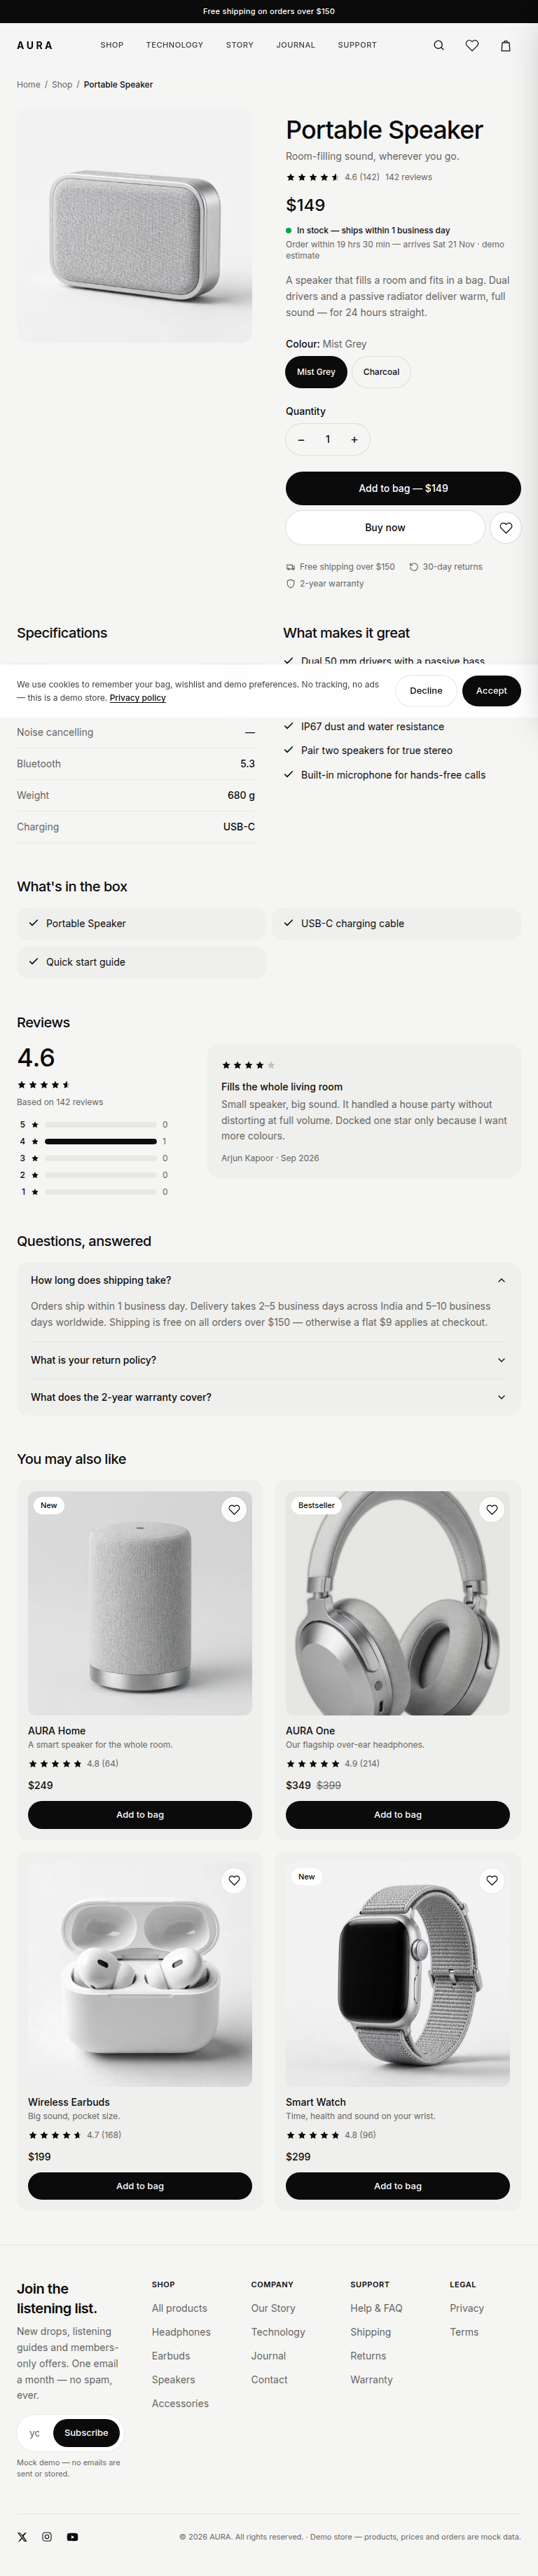 Free shipping on orders over $150
AURA
SHOP TECHNOLOGY STORY JOURNAL SUPPORT
Home / Shop / Portable Speaker
Portable Speaker
Room-filling sound, wherever you go.
4.6 (142) 142 reviews
$149
In stock — ships within 1 business day
Order within 19 hrs 30 min — arrives Sat 21 Nov · demo
estimate
A speaker that fills a room and fits in a bag. Dual
drivers and a passive radiator deliver warm, full
sound — for 24 hours straight.
Colour: Mist Grey
Mist Grey Charcoal
Quantity
− 1 +
Add to bag — $149
Buy now
Free shipping over $150 30-day returns
2-year warranty
Specifications
What makes it great
Dual 50 mm drivers with a passive bass
We use cookies to remember your bag, wishlist and demo preferences. No tracking, no ads
— this is a demo store. Privacy policy
Decline Accept
IP67 dust and water resistance
Pair two speakers for true stereo
Built-in microphone for hands-free calls
Noise cancelling —
Bluetooth 5.3
Weight 680 g
Charging USB-C
What's in the box
Portable Speaker
USB-C charging cable
Quick start guide
Reviews
4.6
Based on 142 reviews
5 ★ 0
4 ★ 1
3 ★ 0
2 ★ 0
1 ★ 0
Fills the whole living room
Small speaker, big sound. It handled a house party without
distorting at full volume. Docked one star only because I want
more colours.
Arjun Kapoor · Sep 2026
Questions, answered
How long does shipping take?
Orders ship within 1 business day. Delivery takes 2–5 business days across India and 5–10 business
days worldwide. Shipping is free on all orders over $150 — otherwise a flat $9 applies at checkout.
What is your return policy?
What does the 2-year warranty cover?
You may also like
New
AURA Home
A smart speaker for the whole room.
4.8 (64)
$249
Add to bag
Bestseller
AURA One
Our flagship over-ear headphones.
4.9 (214)
$349 $399
Add to bag
Wireless Earbuds
Big sound, pocket size.
4.7 (168)
$199
Add to bag
New
Smart Watch
Time, health and sound on your wrist.
4.8 (96)
$299
Add to bag
Join the
listening list.
New drops, listening
guides and members-
only offers. One email
a month — no spam,
ever.
Subscribe
Mock demo — no emails are
sent or stored.
SHOP
All products
Headphones
Earbuds
Speakers
Accessories
COMPANY
Our Story
Technology
Journal
Contact
SUPPORT
Help & FAQ
Shipping
Returns
Warranty
LEGAL
Privacy
Terms
© 2026 AURA. All rights reserved. · Demo store — products, prices and orders are mock data.